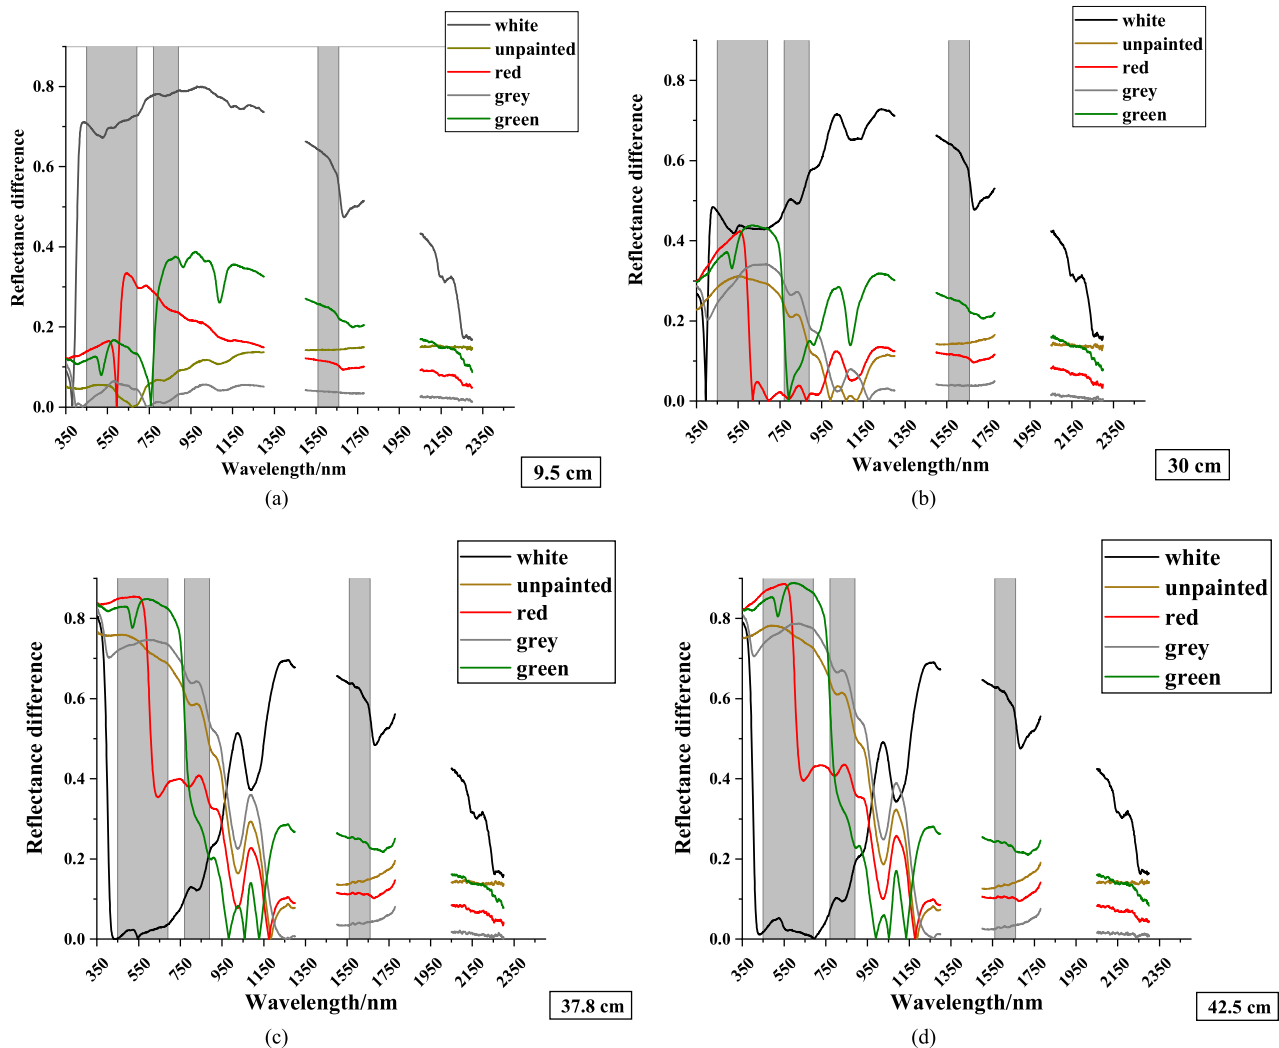 white
unpainted
red
grey
green
Reflectance difference
0.8
0.6
0.4
0.2
0.0
350 550 750 950 1150 1550 1750 1950 2150 2350
Wavelength/nm
9.5 cm
(a)
white
unpainted
red
grey
green
Reflectance difference
0.8
0.6
0.4
0.2
0.0
350 550 750 950 1150 1350 1550 1750 1950 2150 2350
Wavelength/nm
30 cm
(b)
white
unpainted
red
grey
green
Reflectance difference
0.8
0.6
0.4
0.2
0.0
350 550 750 950 1150 1350 1550 1750 1950 2150 2350
Wavelength/nm
37.8 cm
(c)
white
unpainted
red
grey
green
Reflectance difference
0.8
0.6
0.4
0.2
0.0
350 550 750 950 1150 1350 1550 1750 1950 2150 2350
Wavelength/nm
42.5 cm
(d)